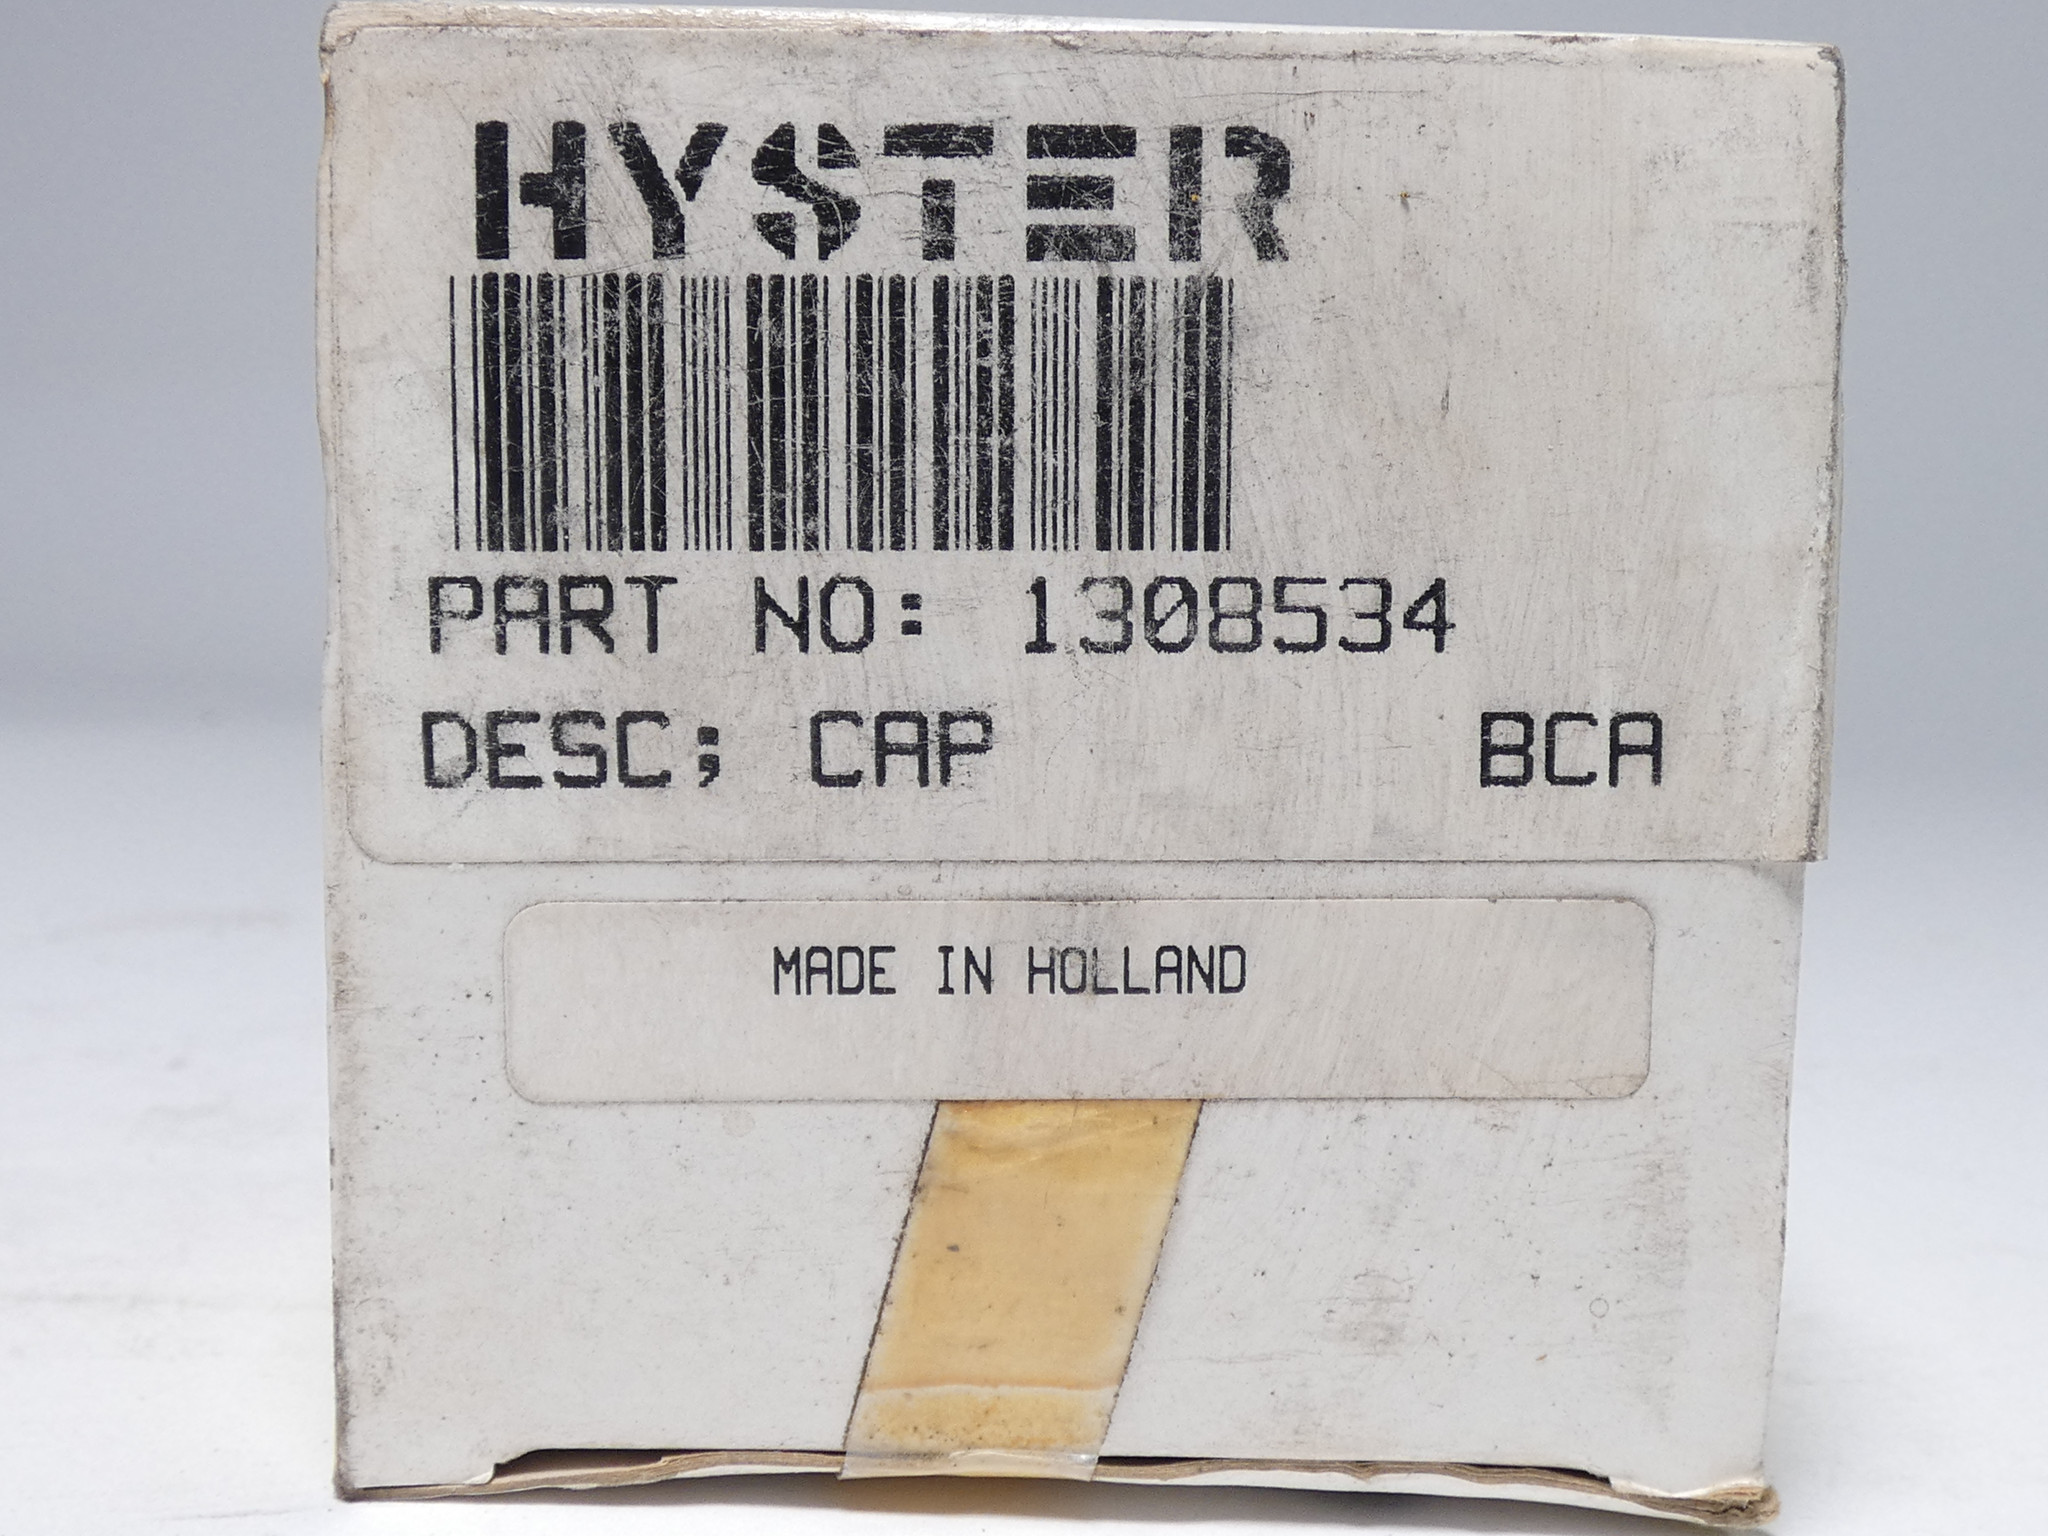 HYSTER
PART NO: 1308534
DESC; CAP BCA
MADE IN HOLLAND